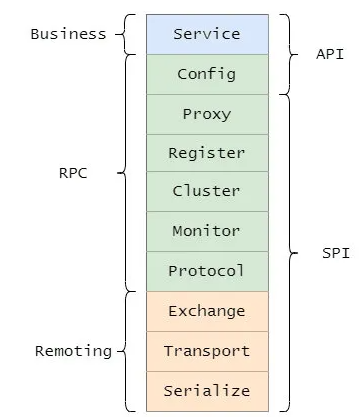 Business
Service
API
Config
Proxy
Register
RPC
Cluster
Monitor
SPI
Protocol
Exchange
Remoting
Transport
Serialize